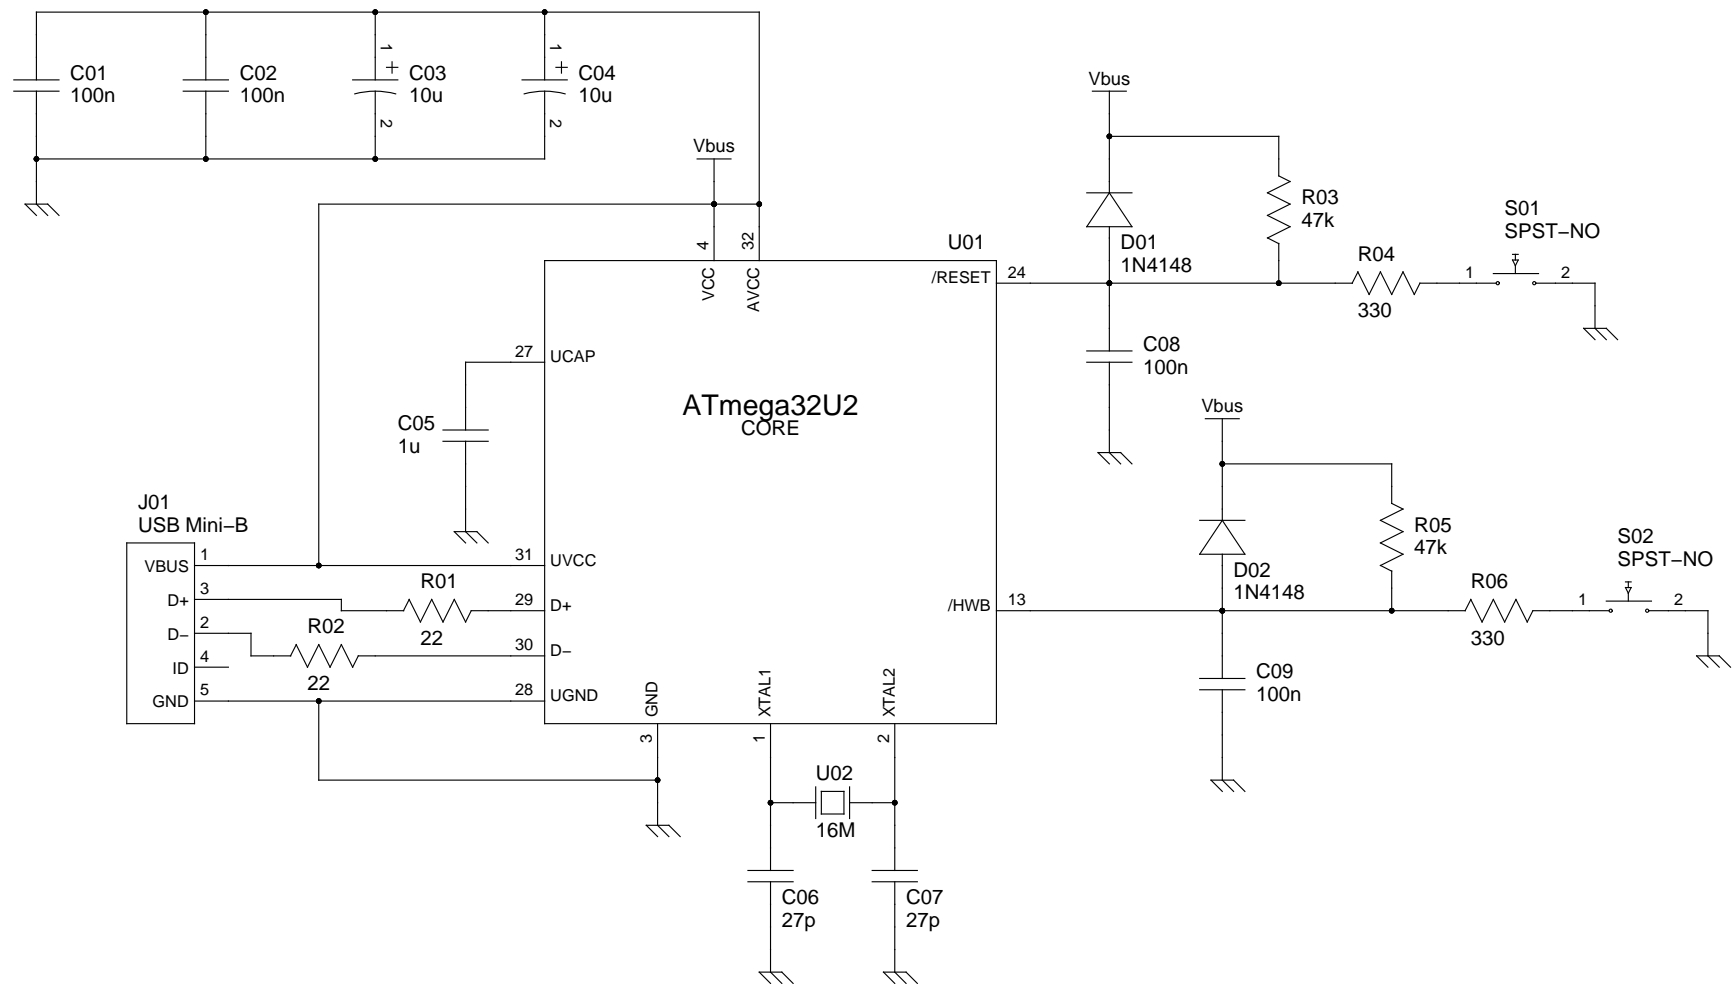 1
1
C01
100n
C02
100n
+
C03
10u
+
C04
10u
2
2
Vbus
Vbus
4
32
VCC
AVCC
U01
/RESET
24
D01
1N4148
R03
47k
R04
330
S01
SPST-NO
1
2
C08
100n
27
UCAP
C05
1u
ATmega32U2
CORE
Vbus
J01
USB Mini-B
VBUS
1
31
UVCC
D+
3
R01
22
29
D+
D-
2
R02
22
30
D-
ID
4
GND
5
28
UGND
/HWB
13
D02
1N4148
R05
47k
R06
330
S02
SPST-NO
1
2
C09
100n
GND
XTAL1
XTAL2
3
1
2
U02
16M
C06
27p
C07
27p